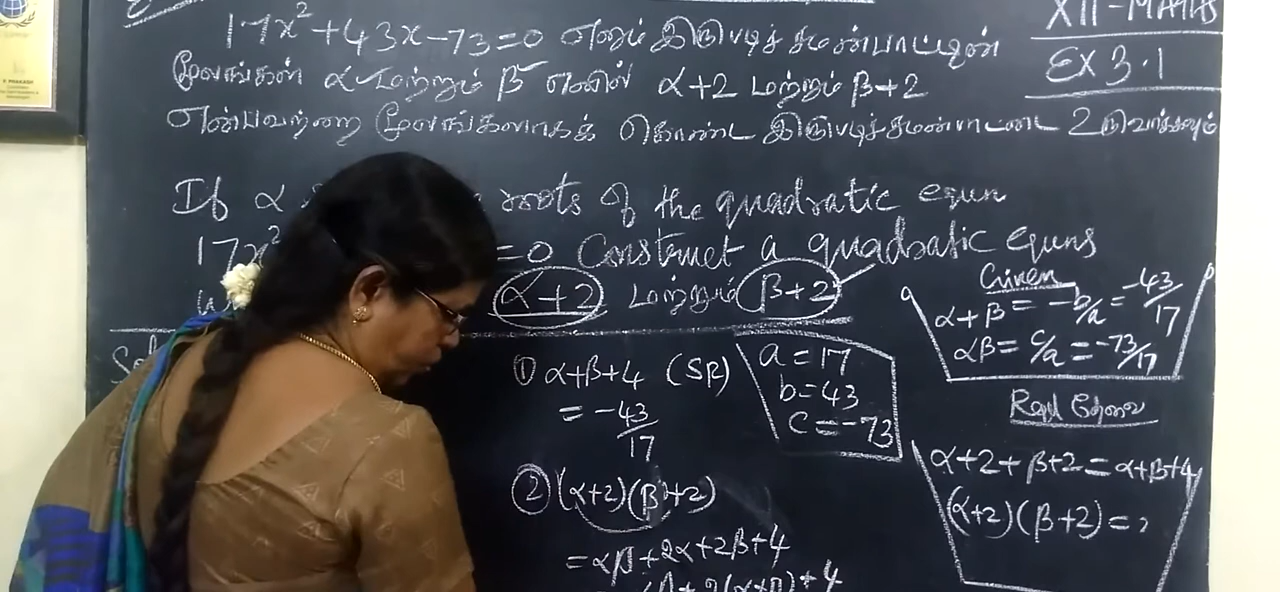 XII-MATHS
EX 3.1
17x² + 43x - 73 = 0 எனும் இருபடிச் சமன்பாட்டின்
மூலங்கள் α மற்றும் β எனில் α+2 மற்றும் β+2
என்பவற்றை மூலங்களாகக் கொண்ட இருபடிச் சமன்பாட்டை உருவாக்கவும்
If α roots of the quadratic equn
17x² =0 Construct a quadratic equns
α+2 மற்றும் β+2
① α+β+4 (SR)
= -43/17
② (α+2)(β+2)
= αβ+2α+2β+4
a = 17
b = 43
c = -73
Given
α+β = -b/a = -43/17
αβ = c/a = -73/17
Reqd தேவை
α+2+β+2 = α+β+4
(α+2)(β+2) =